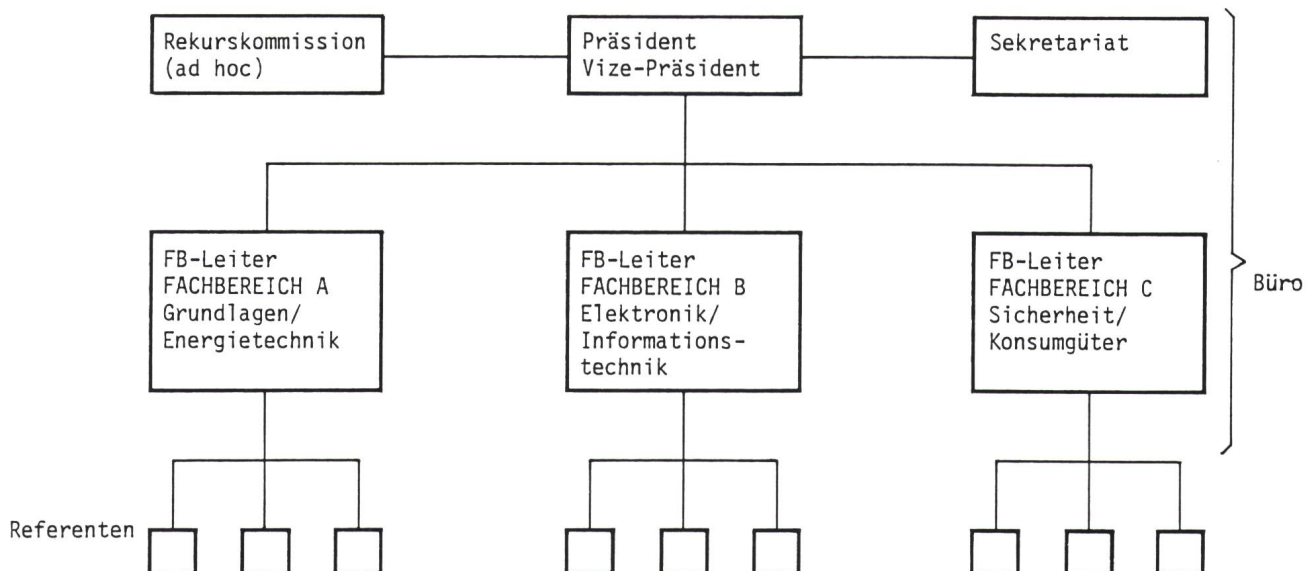 Rekurskommission
(ad hoc)
Präsident
Vize-Präsident
Sekretariat
FB-Leiter
FACHBEREICH A
Grundlagen/
Energietechnik
FB-Leiter
FACHBEREICH B
Elektronik/
Informations-
technik
FB-Leiter
FACHBEREICH C
Sicherheit/
Konsumgüter
Büro
Referenten